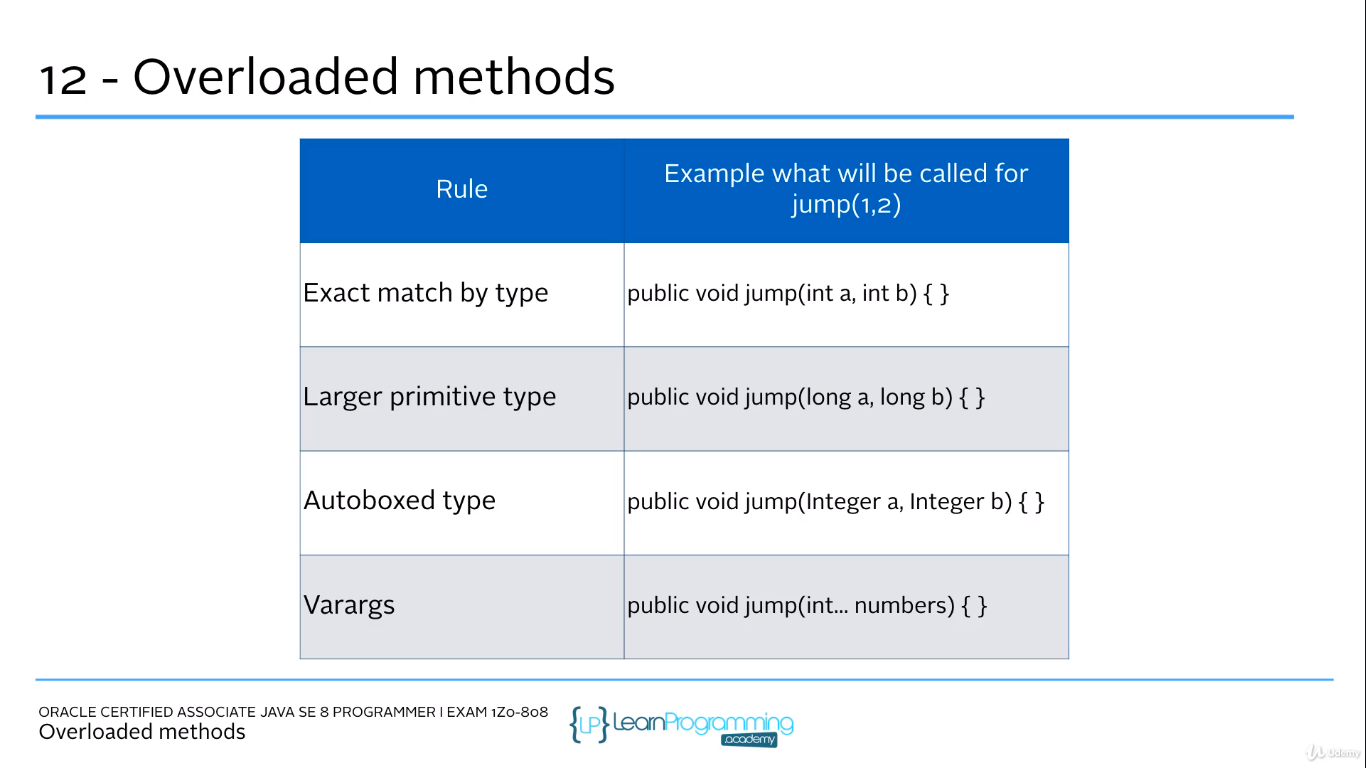 12 - Overloaded methods
Rule
Example what will be called for
jump(1,2)
Exact match by type
public void jump(int a, int b) { }
Larger primitive type
public void jump(long a, long b) { }
Autoboxed type
public void jump(Integer a, Integer b) { }
Varargs
public void jump(int... numbers) { }
ORACLE CERTIFIED ASSOCIATE JAVA SE 8 PROGRAMMER I EXAM 1Z0-808
Overloaded methods
{LP} LearnProgramming
.academy
Udemy